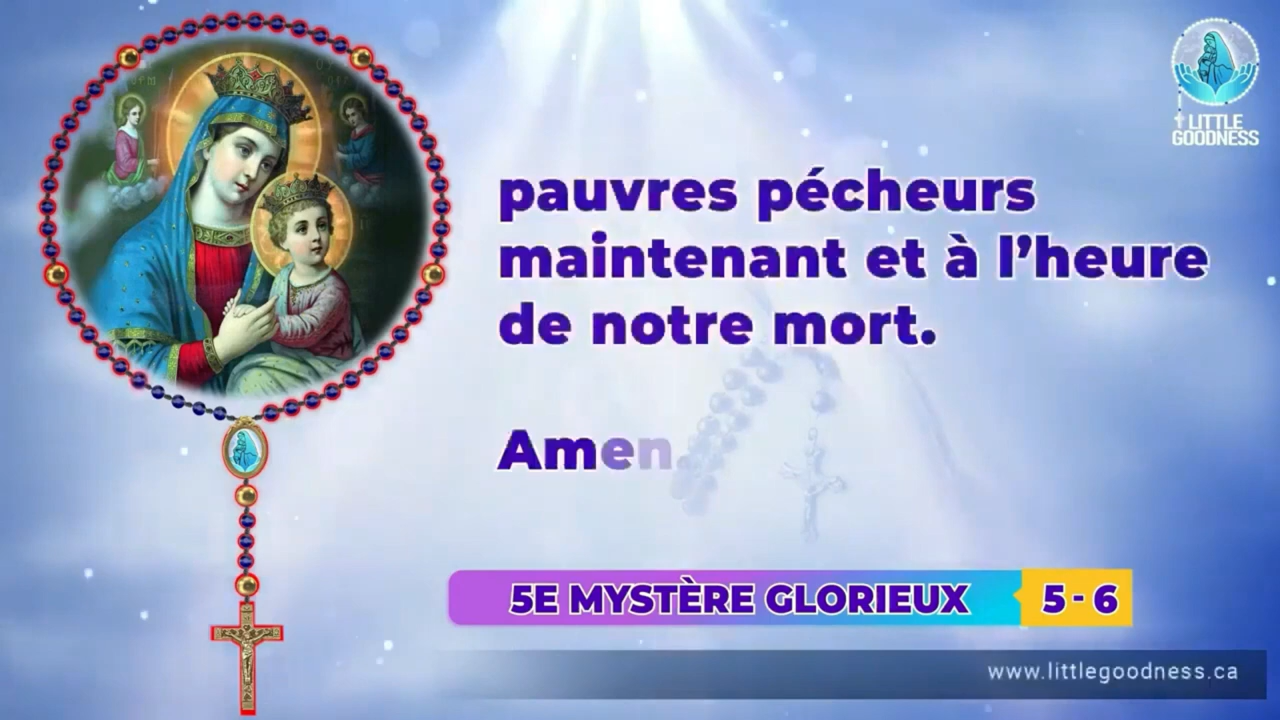 LITTLE
GOODNESS
pauvres pécheurs
maintenant et à l’heure
de notre mort.
Amen
5E MYSTÈRE GLORIEUX 5 - 6
www.littlegoodness.ca